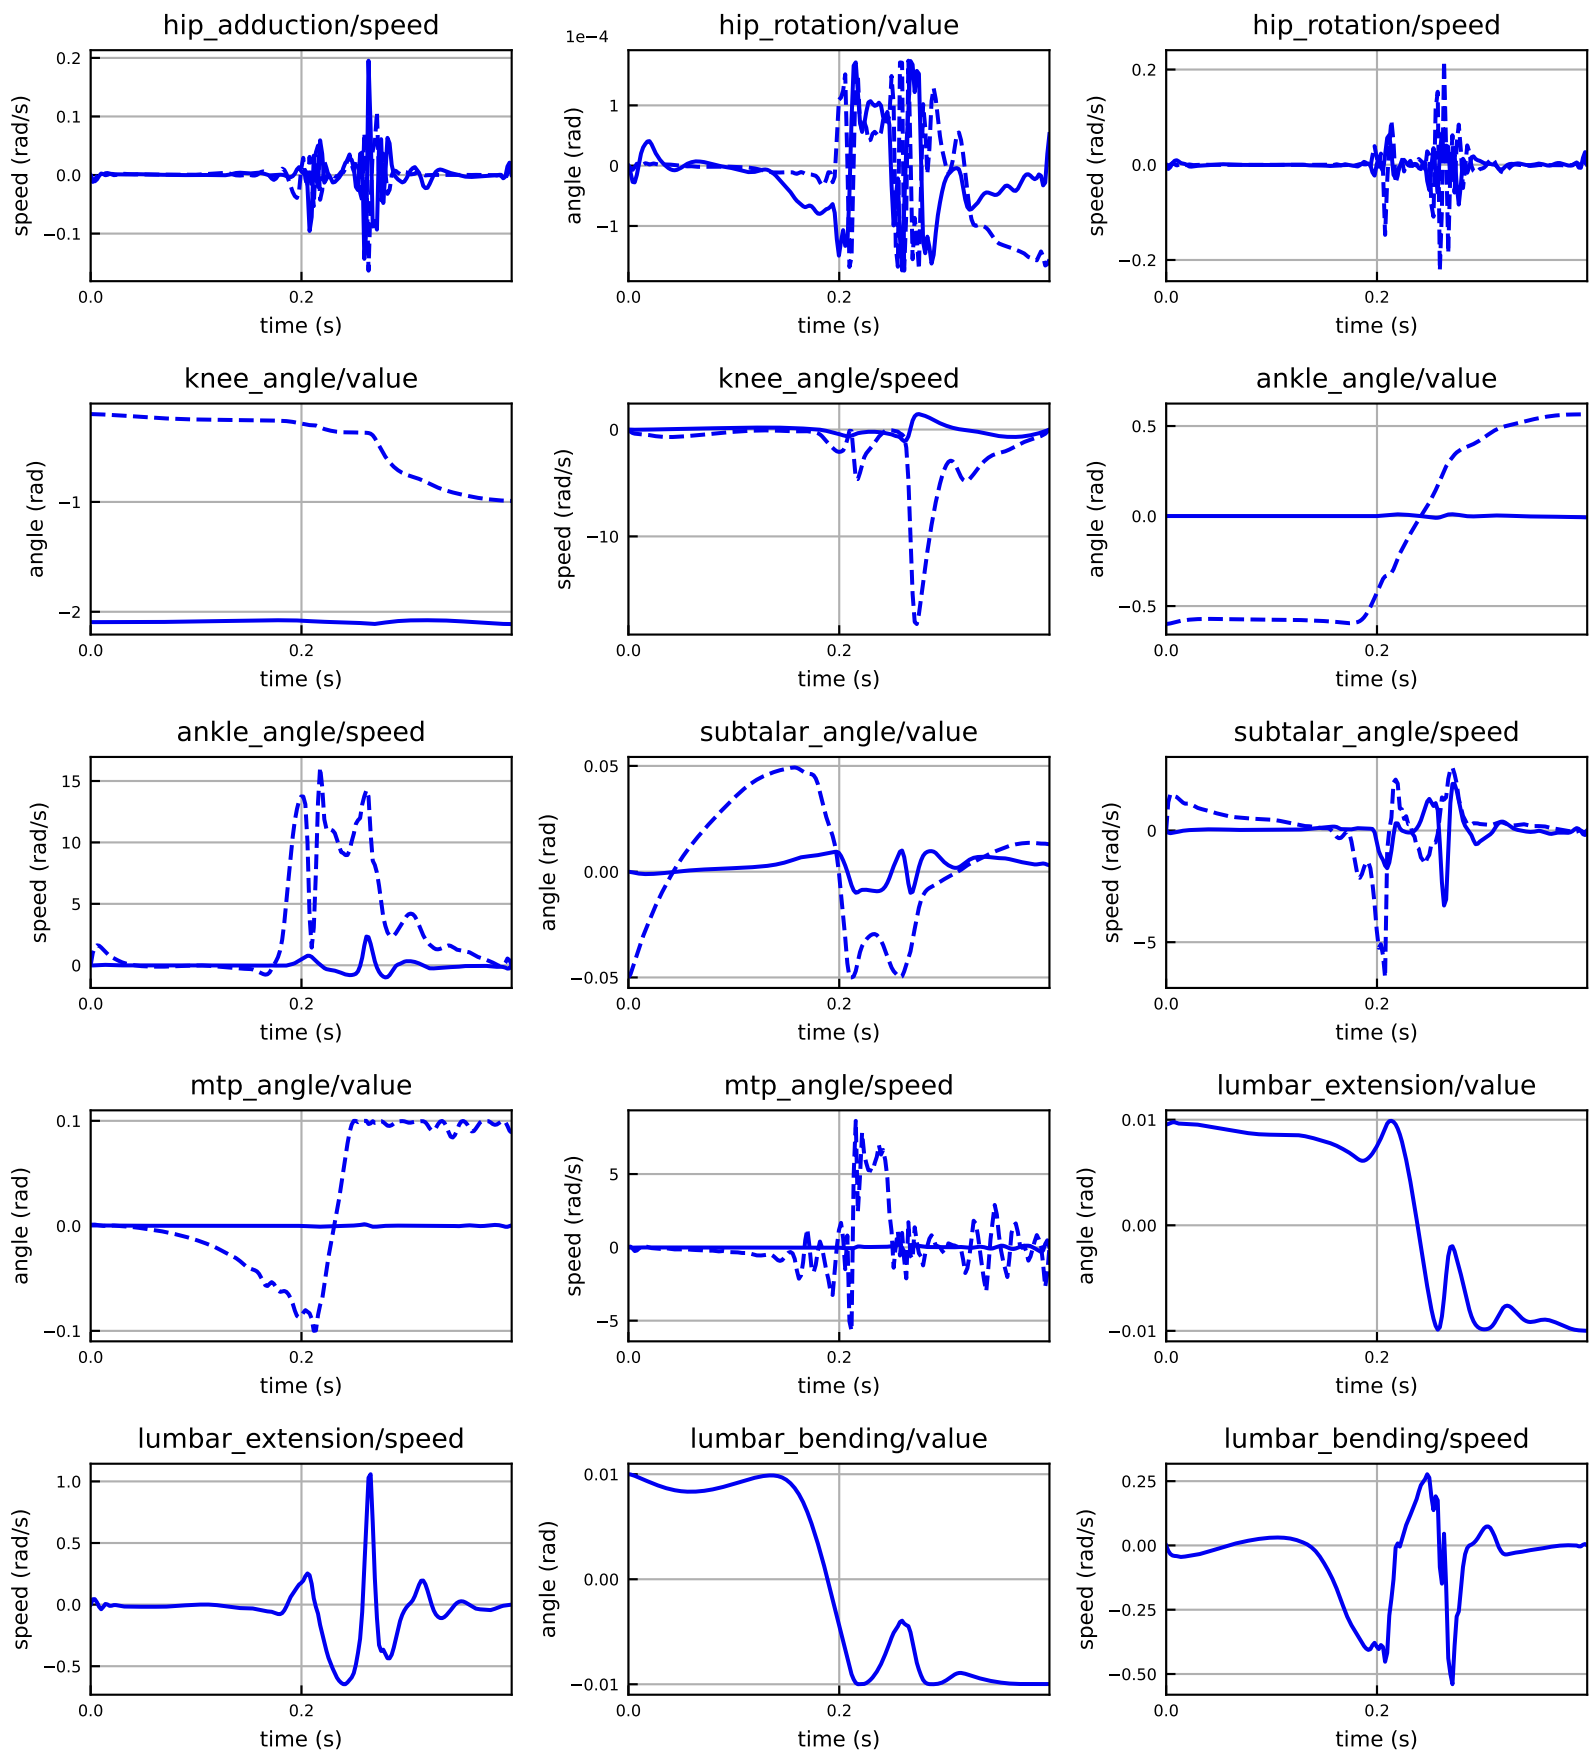 hip_adduction/speed
speed (rad/s)
0.2
0.1
0.0
−0.1
0.0
0.2
time (s)
hip_rotation/value
1e−4
angle (rad)
1
0
−1
0.0
0.2
time (s)
hip_rotation/speed
speed (rad/s)
0.2
0.0
−0.2
0.0
0.2
time (s)
knee_angle/value
angle (rad)
−1
−2
0.0
0.2
time (s)
knee_angle/speed
speed (rad/s)
0
−10
0.0
0.2
time (s)
ankle_angle/value
angle (rad)
0.5
0.0
−0.5
0.0
0.2
time (s)
ankle_angle/speed
speed (rad/s)
15
10
5
0
0.0
0.2
time (s)
subtalar_angle/value
angle (rad)
0.05
0.00
−0.05
0.0
0.2
time (s)
subtalar_angle/speed
speed (rad/s)
0
−5
0.0
0.2
time (s)
mtp_angle/value
angle (rad)
0.1
0.0
−0.1
0.0
0.2
time (s)
mtp_angle/speed
speed (rad/s)
5
0
−5
0.0
0.2
time (s)
lumbar_extension/value
angle (rad)
0.01
0.00
−0.01
0.0
0.2
time (s)
lumbar_extension/speed
speed (rad/s)
1.0
0.5
0.0
−0.5
0.0
0.2
time (s)
lumbar_bending/value
angle (rad)
0.01
0.00
−0.01
0.0
0.2
time (s)
lumbar_bending/speed
speed (rad/s)
0.25
0.00
−0.25
−0.50
0.0
0.2
time (s)